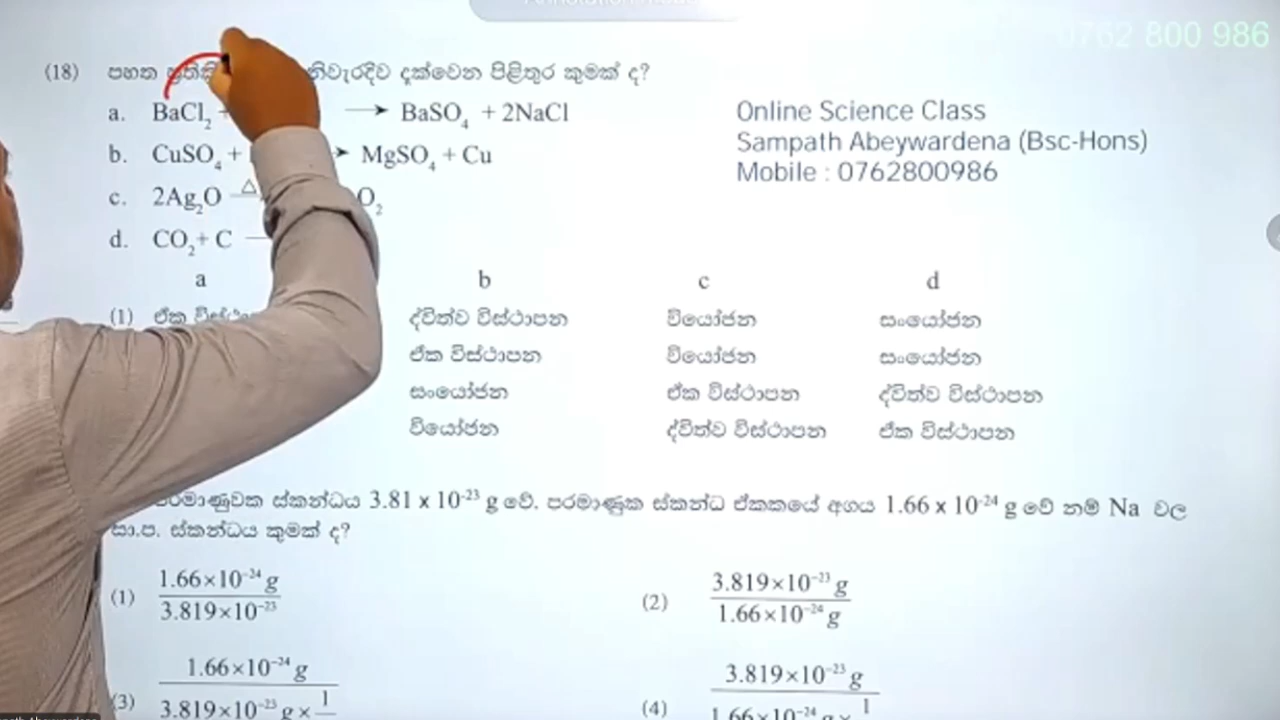 0762 800 986
(18) පහත නිවැරදිව දැක්වෙන පිළිතුර කුමක් ද?
a. BaCl₂ + → BaSO₄ + 2NaCl
b. CuSO₄ + → MgSO₄ + Cu
c. 2Ag₂O △ O₂
d. CO₂ + C
Online Science Class
Sampath Abeywardena (Bsc-Hons)
Mobile : 0762800986
a b c d
(1) ඒක ද්විත්ව විස්ථාපන වියෝජන සංයෝජන
ඒක විස්ථාපන වියෝජන සංයෝජන
සංයෝජන ඒක විස්ථාපන ද්විත්ව විස්ථාපන
වියෝජන ද්විත්ව විස්ථාපන ඒක විස්ථාපන
ස්කන්ධය 3.81 x 10⁻²³ g වේ. පරමාණුක ස්කන්ධ ඒකකයේ අගය 1.66 x 10⁻²⁴ g වේ නම් Na වල
සා.ප. ස්කන්ධය කුමක් ද?
(1) 1.66×10⁻²⁴ g
3.819×10⁻²³
(2) 3.819×10⁻²³ g
1.66×10⁻²⁴ g
(3) 1.66×10⁻²⁴ g
3.819×10⁻²³ g × 1
(4) 3.819×10⁻²³ g
1.66×10⁻²⁴ g × 1